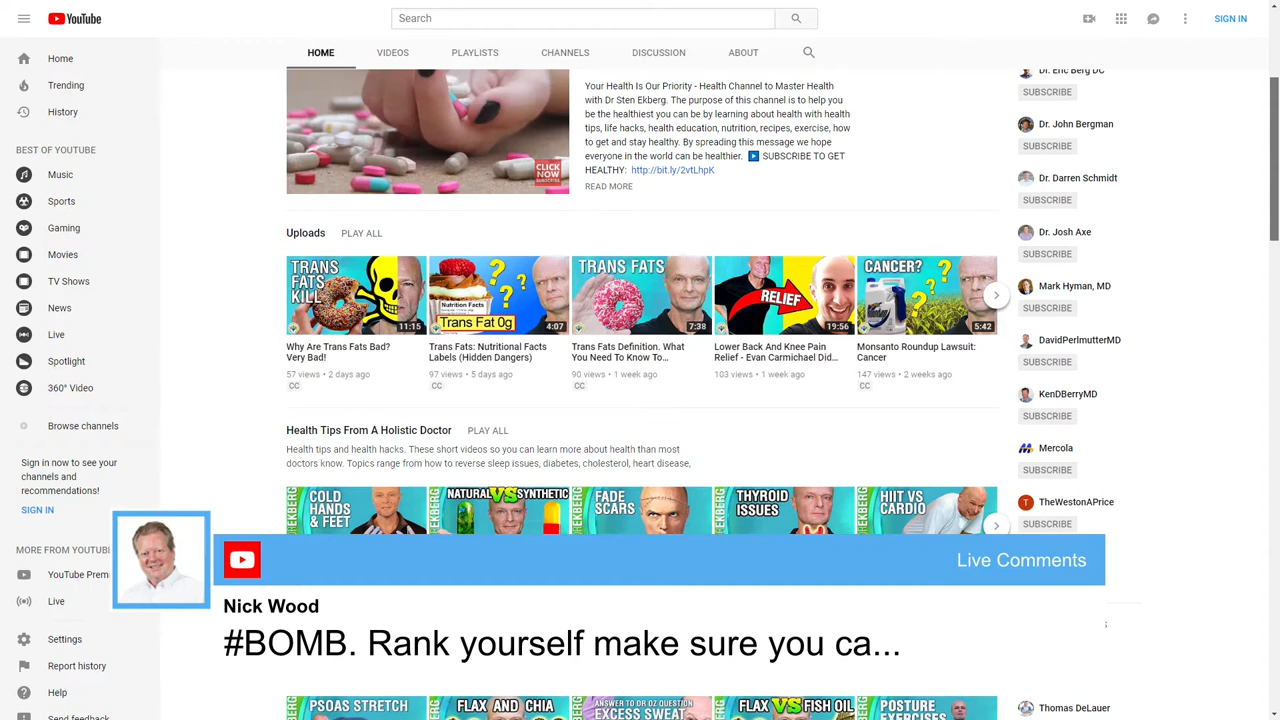 YouTube
Search
SIGN IN
HOME
VIDEOS
PLAYLISTS
CHANNELS
DISCUSSION
ABOUT
Home
Trending
History
BEST OF YOUTUBE
Music
Sports
Gaming
Movies
TV Shows
News
Live
Spotlight
360° Video
Browse channels
Sign in now to see your
channels and
recommendations!
SIGN IN
MORE FROM YOUTUBE
YouTube Prem
Live
Settings
Report history
Help
Send feedback
CLICK
NOW
SUBSCRIBE
Your Health Is Our Priority - Health Channel to Master Health
with Dr Sten Ekberg. The purpose of this channel is to help you
be the healthiest you can be by learning about health with health
tips, life hacks, health education, nutrition, recipes, exercise, how
to get and stay healthy. By spreading this message we hope
everyone in the world can be healthier. SUBSCRIBE TO GET
HEALTHY: http://bit.ly/2vtLhpK
READ MORE
Uploads PLAY ALL
TRANS
FATS
KILL
11:15
Why Are Trans Fats Bad?
Very Bad!
57 views • 2 days ago
CC
Nutrition Facts
Trans Fat 0g
4:07
Trans Fats: Nutritional Facts
Labels (Hidden Dangers)
97 views • 5 days ago
CC
TRANS FATS
7:38
Trans Fats Definition. What
You Need To Know To...
90 views • 1 week ago
CC
RELIEF
19:56
Lower Back And Knee Pain
Relief - Evan Carmichael Did...
103 views • 1 week ago
CANCER?
5:42
Monsanto Roundup Lawsuit:
Cancer
147 views • 2 weeks ago
CC
Health Tips From A Holistic Doctor PLAY ALL
Health tips and health hacks. These short videos so you can learn more about health than most
doctors know. Topics range from how to reverse sleep issues, diabetes, cholesterol, heart disease,
COLD
HANDS
& FEET
NATURAL VS SYNTHETIC
FADE
SCARS
THYROID
ISSUES
HIIT VS
CARDIO
Dr. Eric Berg DC
SUBSCRIBE
Dr. John Bergman
SUBSCRIBE
Dr. Darren Schmidt
SUBSCRIBE
Dr. Josh Axe
SUBSCRIBE
Mark Hyman, MD
SUBSCRIBE
DavidPerlmutterMD
SUBSCRIBE
KenDBerryMD
SUBSCRIBE
Mercola
SUBSCRIBE
TheWestonAPrice
SUBSCRIBE
Live Comments
Nick Wood
#BOMB. Rank yourself make sure you ca...
PSOAS STRETCH
FLAX AND CHIA
ANSWER TO DR OZ QUESTION
EXCESS SWEAT
FLAX VS FISH OIL
POSTURE
EXERCISES
Thomas DeLauer